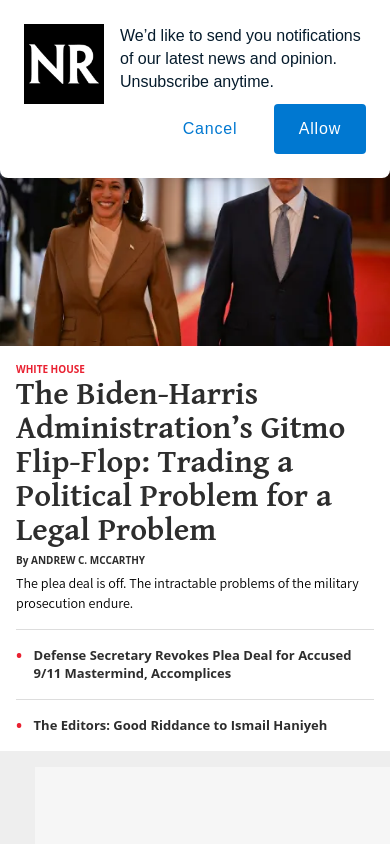 NR
We’d like to send you notifications
of our latest news and opinion.
Unsubscribe anytime.
Cancel
Allow
WHITE HOUSE
The Biden-Harris
Administration’s Gitmo
Flip-Flop: Trading a
Political Problem for a
Legal Problem
By ANDREW C. MCCARTHY
The plea deal is off. The intractable problems of the military
prosecution endure.
Defense Secretary Revokes Plea Deal for Accused
9/11 Mastermind, Accomplices
The Editors: Good Riddance to Ismail Haniyeh